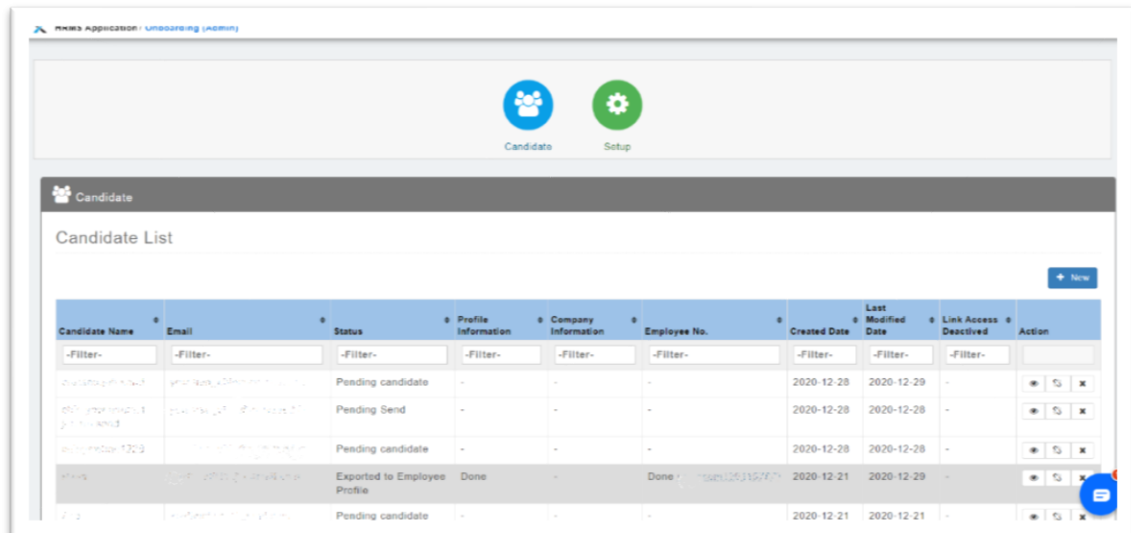 HRMS Application / Onboarding (Admin)
Candidate Setup
Candidate
Candidate List
+ New
Candidate Name Email Status Profile Information Company Information Employee No. Created Date Last Modified Date Link Access Deactived Action
-Filter- -Filter- -Filter- -Filter- -Filter- -Filter- -Filter- -Filter- -Filter-
Pending candidate - - - 2020-12-28 2020-12-29 -
Pending Send - - - 2020-12-28 2020-12-28 -
Pending candidate - - - 2020-12-28 2020-12-28 -
Exported to Employee Profile Done - Done 2020-12-21 2020-12-29 -
Pending candidate - - - 2020-12-21 2020-12-21 -